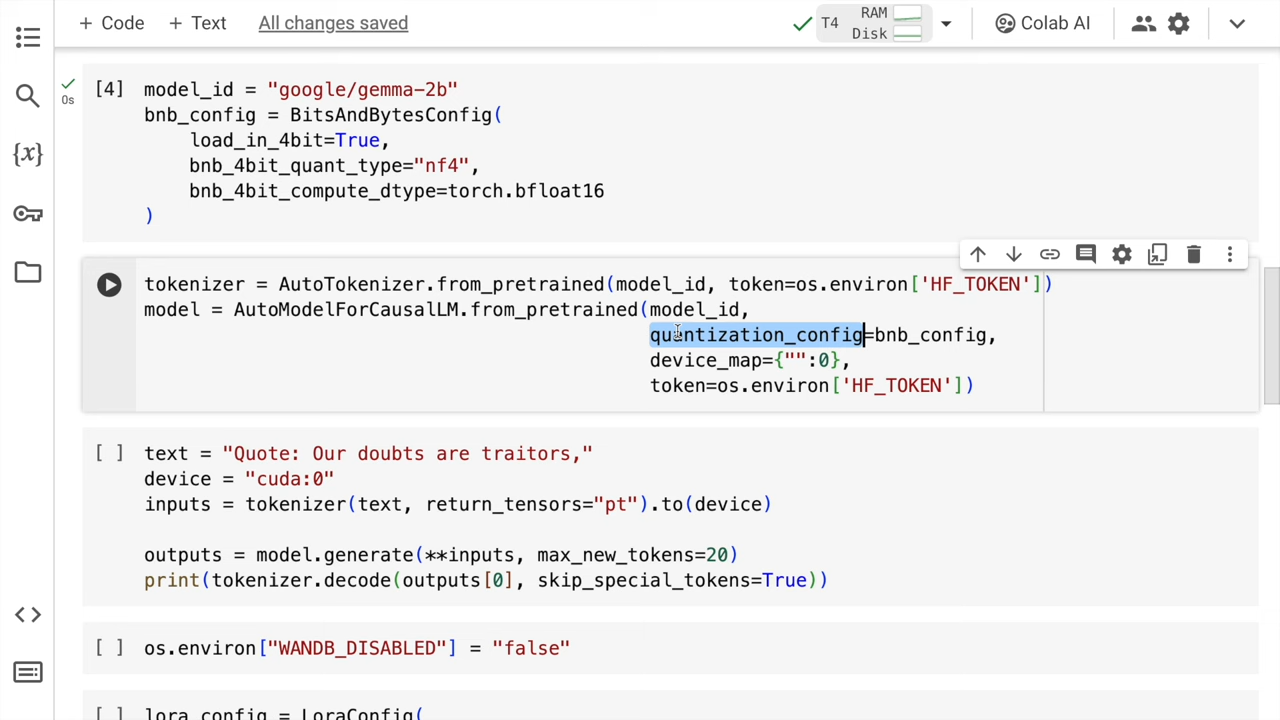 + Code + Text All changes saved T4 RAM Disk Colab AI
{x}
0s
[4] model_id = "google/gemma-2b"
bnb_config = BitsAndBytesConfig(
load_in_4bit=True,
bnb_4bit_quant_type="nf4",
bnb_4bit_compute_dtype=torch.bfloat16
)
tokenizer = AutoTokenizer.from_pretrained(model_id, token=os.environ['HF_TOKEN'])
model = AutoModelForCausalLM.from_pretrained(model_id,
quantization_config=bnb_config,
device_map={"":0},
token=os.environ['HF_TOKEN'])
[ ] text = "Quote: Our doubts are traitors,"
device = "cuda:0"
inputs = tokenizer(text, return_tensors="pt").to(device)
outputs = model.generate(**inputs, max_new_tokens=20)
print(tokenizer.decode(outputs[0], skip_special_tokens=True))
[ ] os.environ["WANDB_DISABLED"] = "false"
[ ] lora_config = LoraConfig(